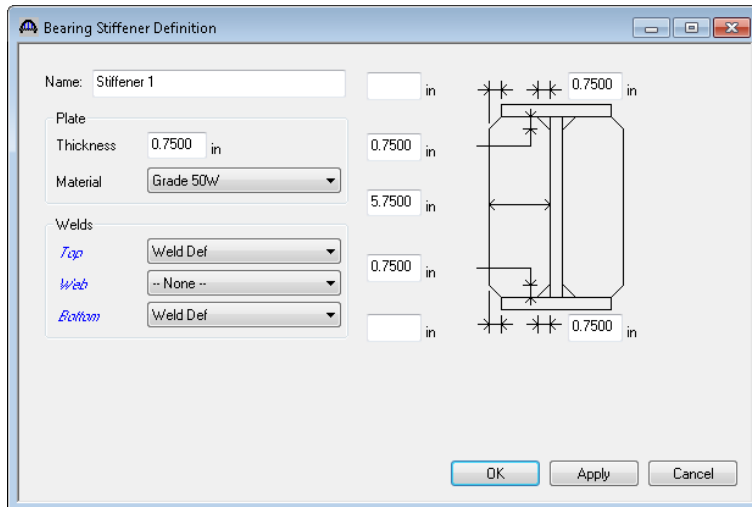 Bearing Stiffener Definition
Name: Stiffener 1
in
0.7500 in
Plate
Thickness 0.7500 in
0.7500 in
Material Grade 50W
5.7500 in
Welds
Top Weld Def
Web -- None --
0.7500 in
Bottom Weld Def
in
0.7500 in
OK Apply Cancel